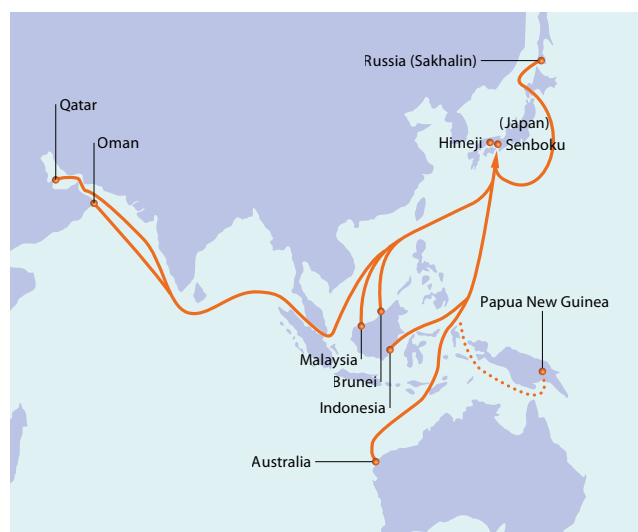 Russia (Sakhalin)
Qatar
Oman
(Japan)
Himeji
Senboku
Papua New Guinea
Malaysia
Brunei
Indonesia
Australia